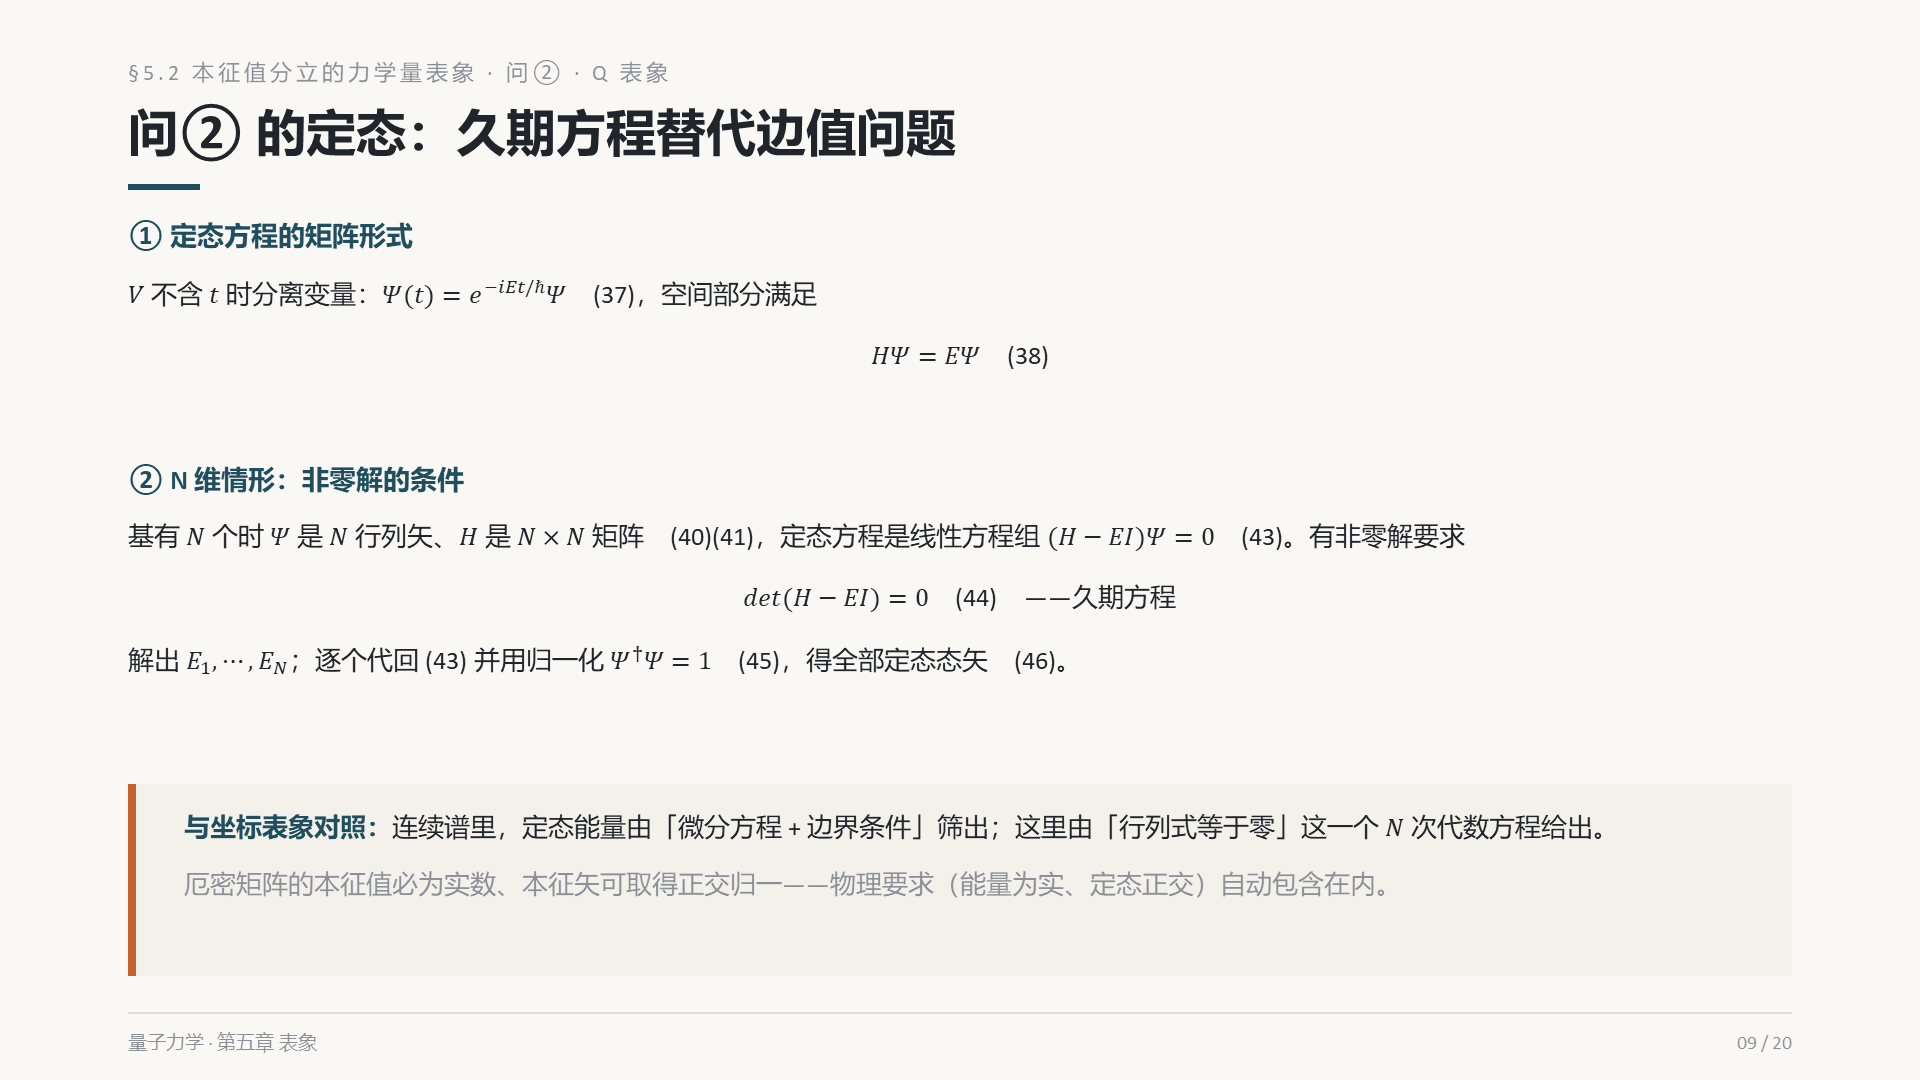 §5.2 本征值分立的力学量表象 · 问② · Q 表象
问② 的定态：久期方程替代边值问题
① 定态方程的矩阵形式
V 不含 t 时分离变量：Ψ(t) = e^{−iEt/ℏ}Ψ (37)，空间部分满足
HΨ = EΨ (38)
② N 维情形：非零解的条件
基有 N 个时 Ψ 是 N 行列矢、H 是 N × N 矩阵 (40)(41)，定态方程是线性方程组 (H − EI)Ψ = 0 (43)。有非零解要求
det(H − EI) = 0 (44) ——久期方程
解出 E₁, ⋯, E_N；逐个代回 (43) 并用归一化 Ψ†Ψ = 1 (45)，得全部定态态矢 (46)。
与坐标表象对照：连续谱里，定态能量由「微分方程 + 边界条件」筛出；这里由「行列式等于零」这一个 N 次代数方程给出。
厄密矩阵的本征值必为实数、本征矢可取得正交归一——物理要求（能量为实、定态正交）自动包含在内。
量子力学 · 第五章 表象
09 / 20